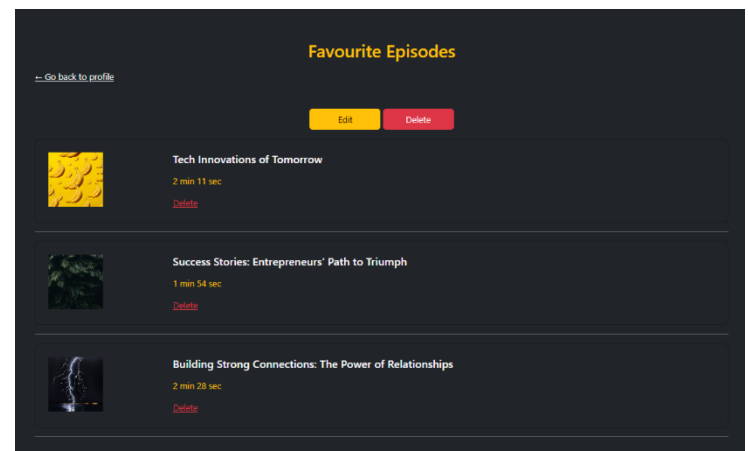 Favourite Episodes
← Go back to profile
Edit Delete
Tech Innovations of Tomorrow
2 min 11 sec
Delete
Success Stories: Entrepreneurs' Path to Triumph
1 min 54 sec
Delete
Building Strong Connections: The Power of Relationships
2 min 28 sec
Delete